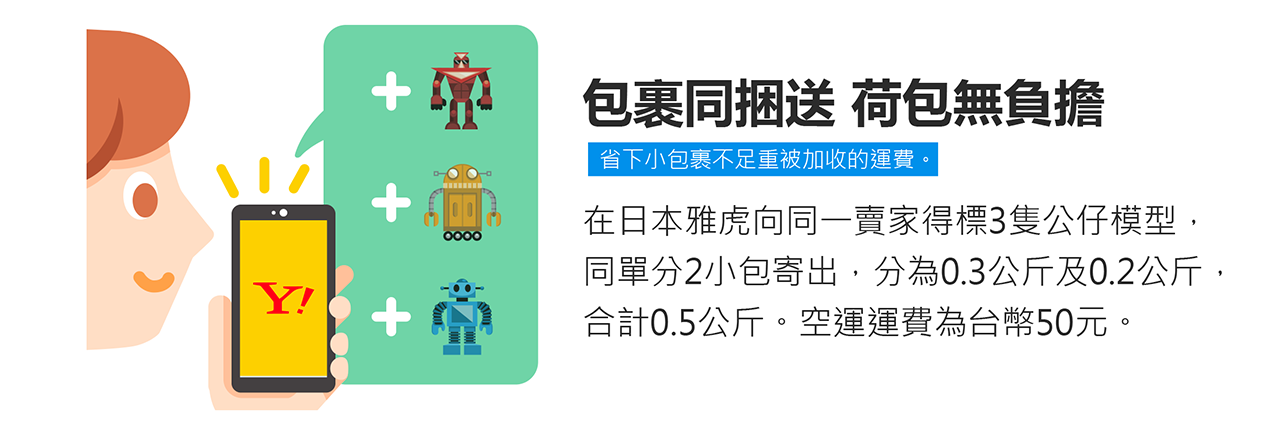 Y!
包裹同捆送 荷包無負擔
省下小包裹不足重被加收的運費。
在日本雅虎向同一賣家得標3隻公仔模型，
同單分2小包寄出，分為0.3公斤及0.2公斤，
合計0.5公斤。空運運費為台幣50元。